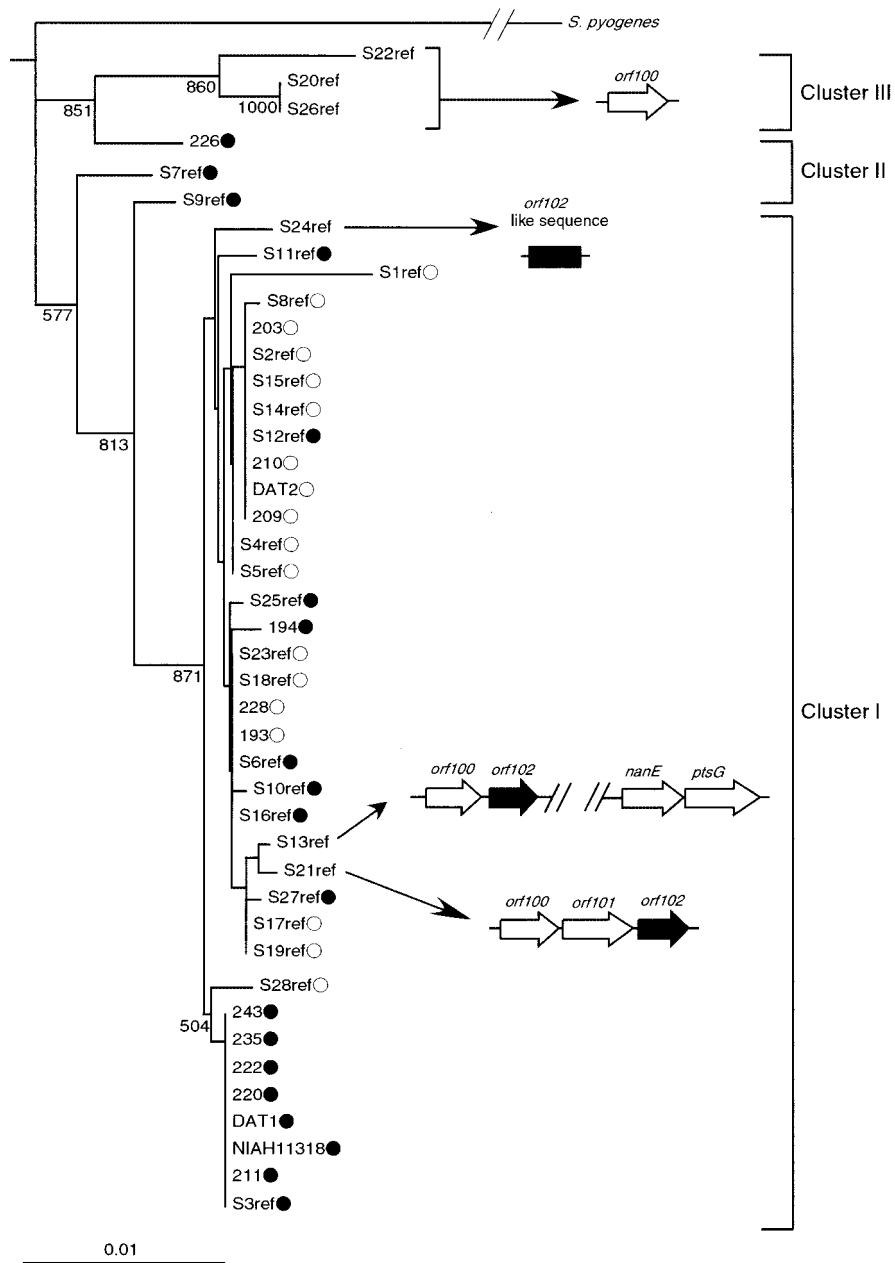 S. pyogenes
S22ref
860
S20ref
1000
S26ref
851
orf100
Cluster III
226
S7ref
Cluster II
S9ref
S24ref
orf102
like sequence
S11ref
S1ref
577
S8ref
203
S2ref
S15ref
S14ref
813
S12ref
210
DAT2
209
S4ref
S5ref
S25ref
194
S23ref
871
S18ref
228
Cluster I
193
S6ref
orf100 orf102 nanE ptsG
S10ref
S16ref
S13ref
S21ref
S27ref
orf100 orf101 orf102
S17ref
S19ref
S28ref
504
243
235
222
220
DAT1
NIAH11318
211
S3ref
0.01